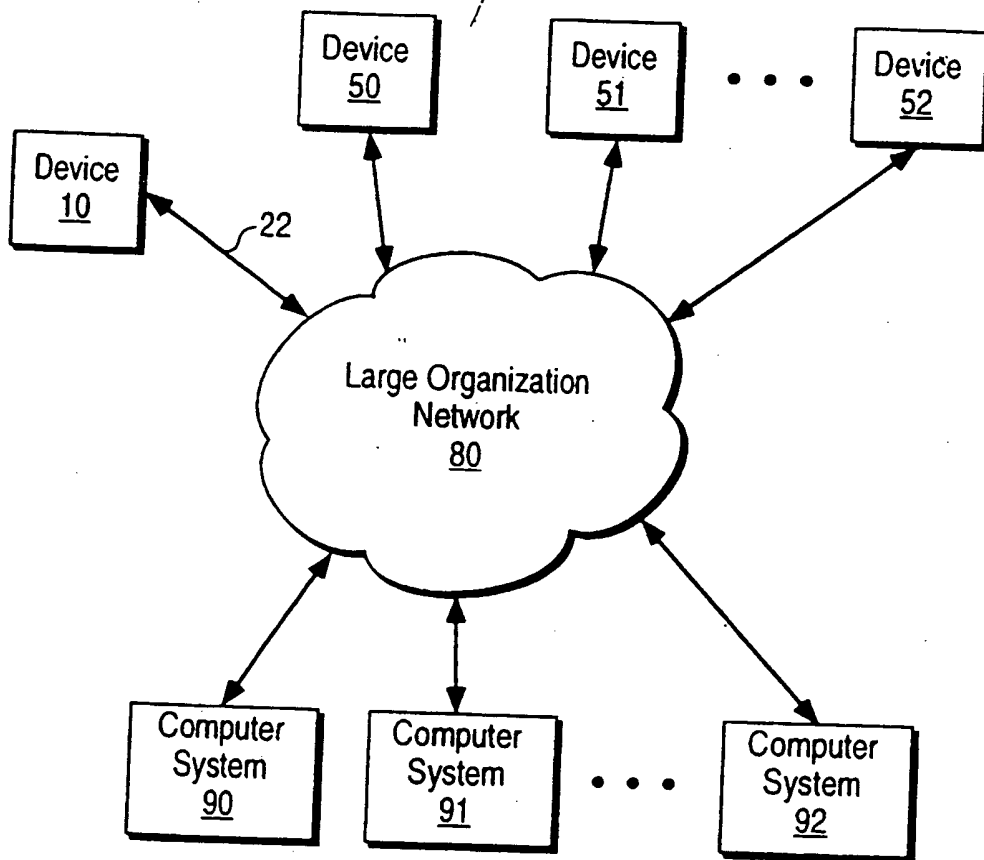 Device
50
Device
51
Device
52
Device
10
22
Large Organization
Network
80
Computer
System
90
Computer
System
91
Computer
System
92